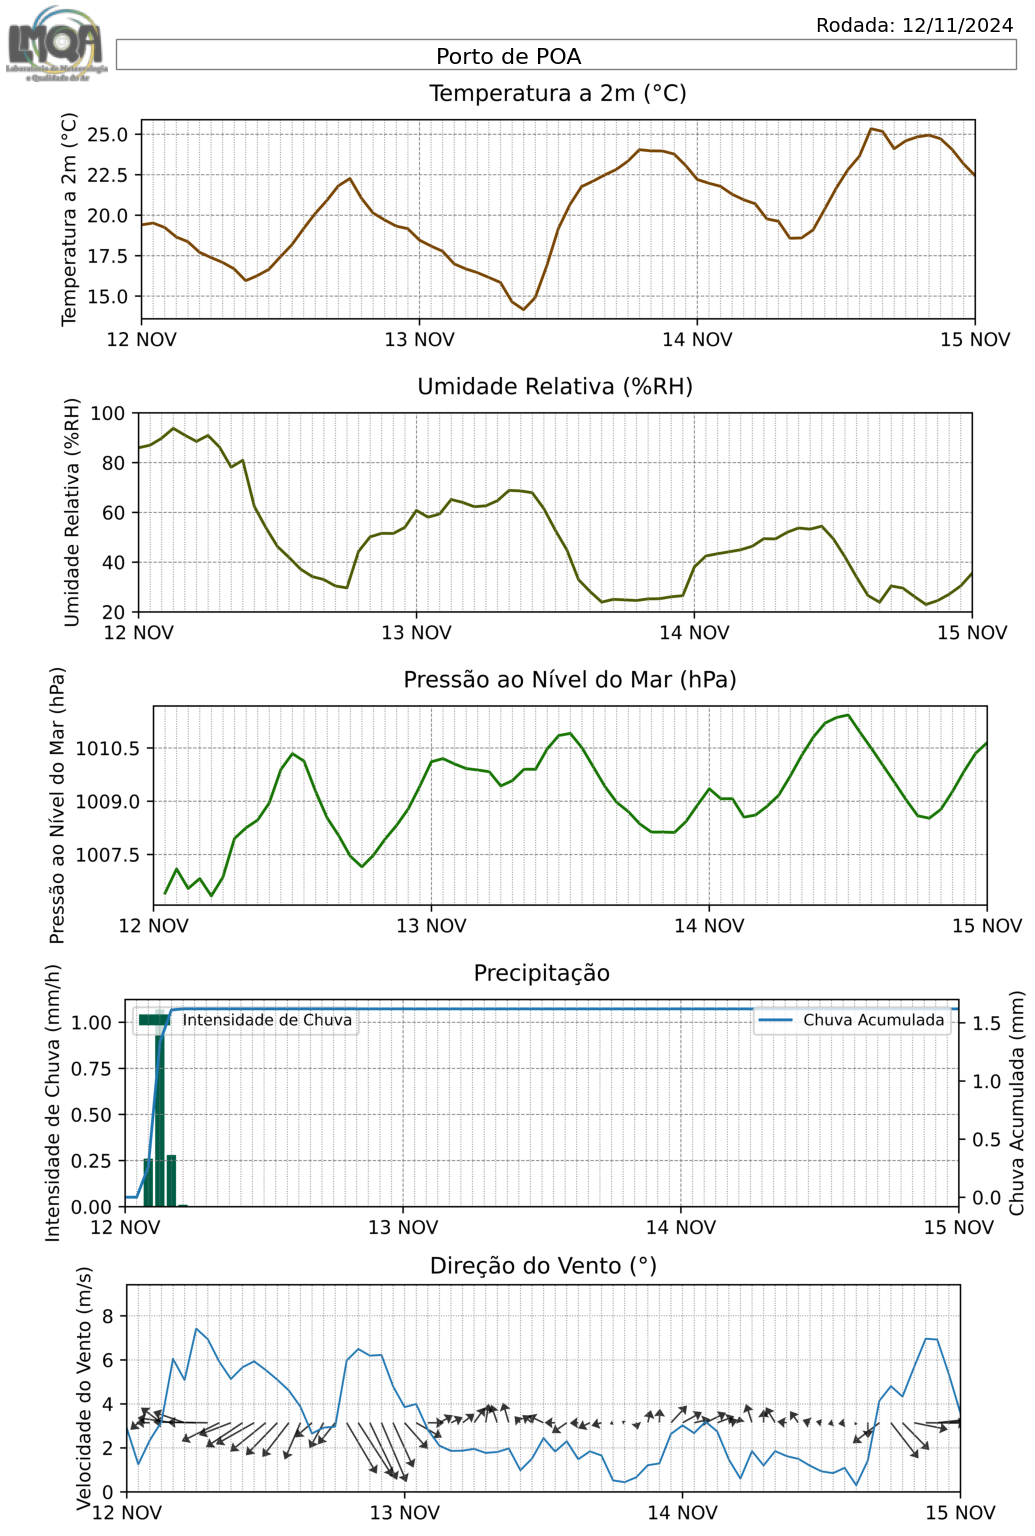 LMQA
Laboratório de Meteorologia
e Qualidade do Ar
Rodada: 12/11/2024
Porto de POA
Temperatura a 2m (°C)
Temperatura a 2m (°C)
25.0
22.5
20.0
17.5
15.0
12 NOV 13 NOV 14 NOV 15 NOV
Umidade Relativa (%RH)
Umidade Relativa (%RH)
100
80
60
40
20
12 NOV 13 NOV 14 NOV 15 NOV
Pressão ao Nível do Mar (hPa)
Pressão ao Nível do Mar (hPa)
1010.5
1009.0
1007.5
12 NOV 13 NOV 14 NOV 15 NOV
Precipitação
Intensidade de Chuva (mm/h)
1.00
0.75
0.50
0.25
0.00
Intensidade de Chuva
Chuva Acumulada
1.5
1.0
0.5
0.0
Chuva Acumulada (mm)
12 NOV 13 NOV 14 NOV 15 NOV
Direção do Vento (°)
Velocidade do Vento (m/s)
8
6
4
2
0
12 NOV 13 NOV 14 NOV 15 NOV